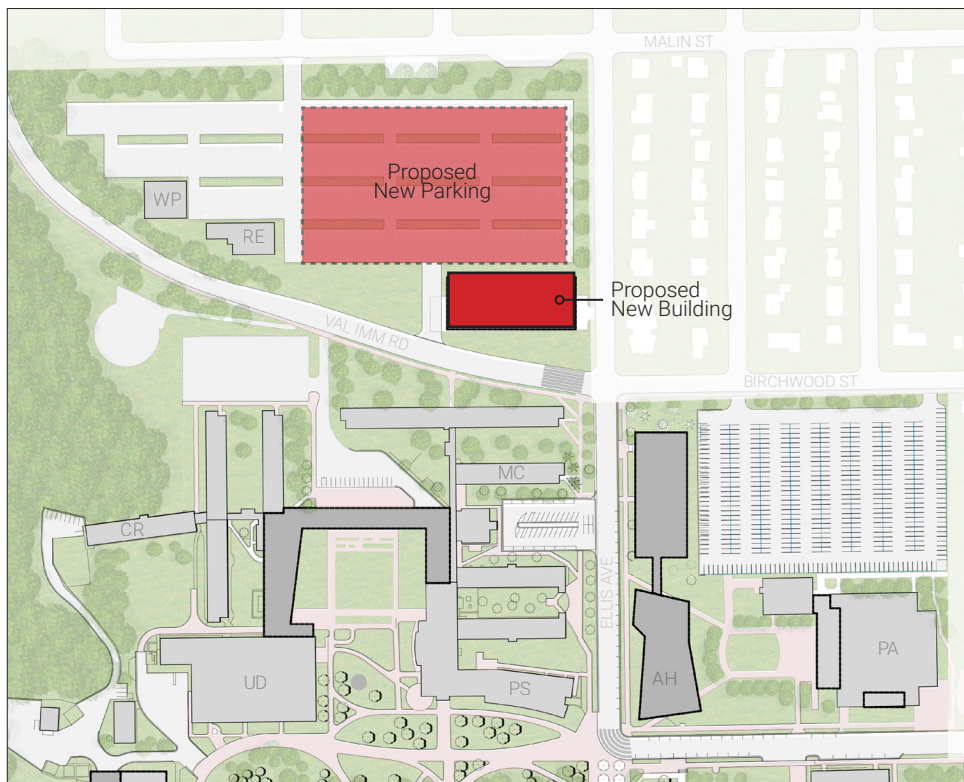 MALIN ST
Proposed
New Parking
WP
RE
Proposed
New Building
VAL IMM RD
BIRCHWOOD ST
MC
CR
ELLIS AVE
UD
PS
AH
PA